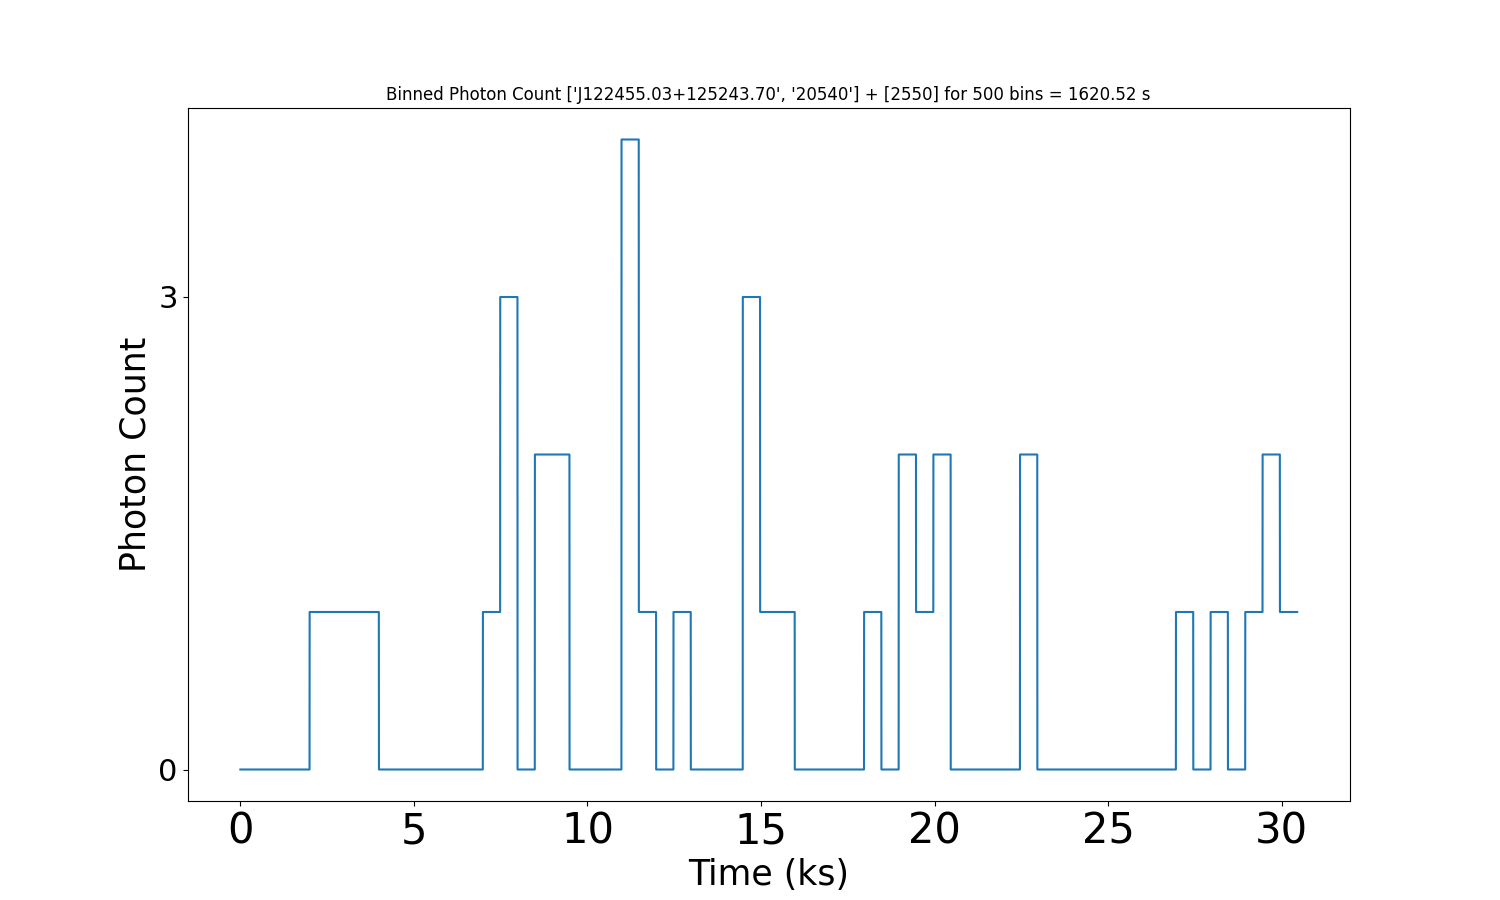 Binned Photon Count ['J122455.03+125243.70', '20540'] + [2550] for 500 bins = 1620.52 s
3
Photon Count
0
0 5 10 15 20 25 30
Time (ks)